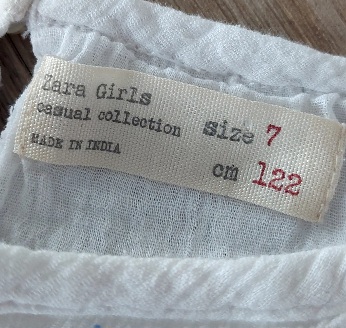 Zara Girls
casual collection size 7
MADE IN INDIA
cm 122